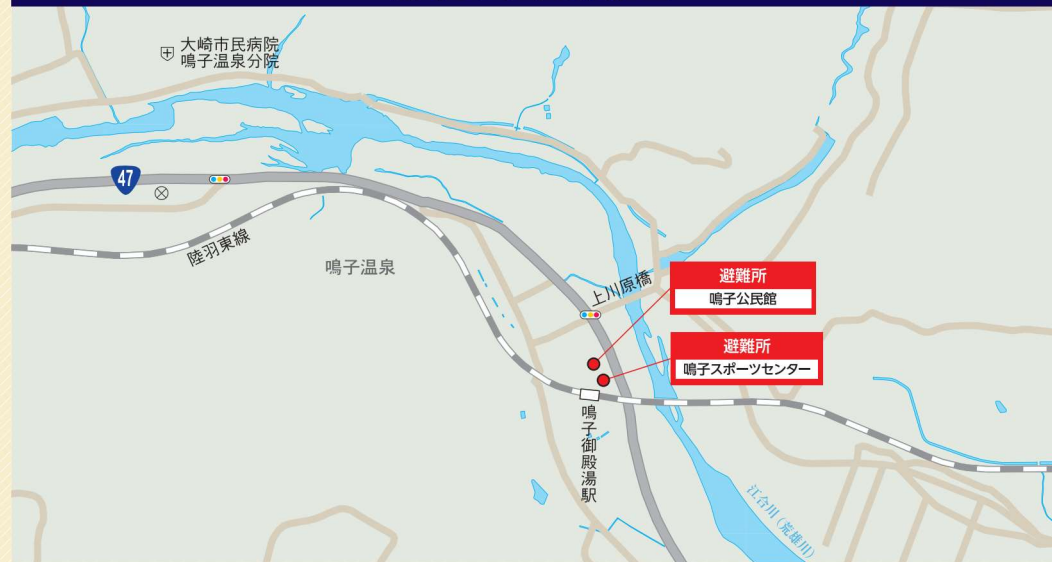 大崎市民病院
鳴子温泉分院
47
陸羽東線
鳴子温泉
上川原橋
避難所
鳴子公民館
避難所
鳴子スポーツセンター
鳴子御殿湯駅
江合川（荒雄川）